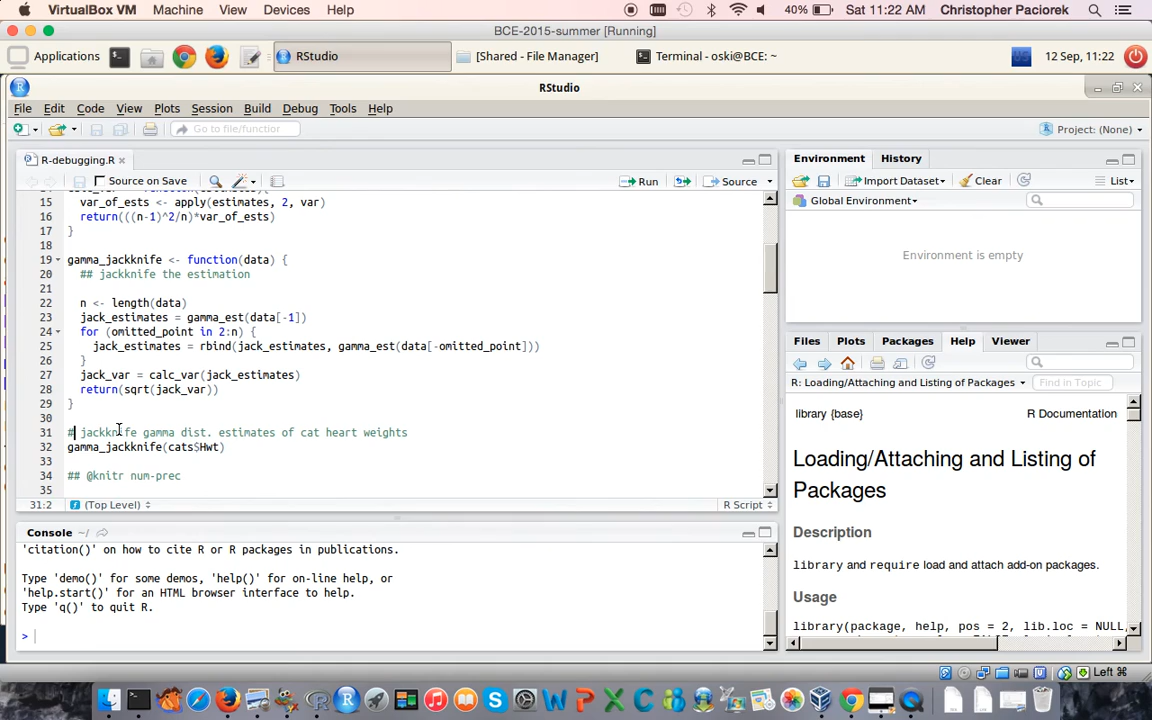 VirtualBox VM Machine View Devices Help 40% Sat 11:22 AM Christopher Paciorek
BCE-2015-summer [Running]
Applications RStudio [Shared - File Manager] Terminal - oski@BCE: ~ 12 Sep, 11:22
RStudio
File Edit Code View Plots Session Build Debug Tools Help
Go to file/function Project: (None)
R-debugging.R
Source on Save Run Source
15 var_of_ests <- apply(estimates, 2, var)
16 return(((n-1)^2/n)*var_of_ests)
17 }
18
19 gamma_jackknife <- function(data) {
20 ## jackknife the estimation
21
22 n <- length(data)
23 jack_estimates = gamma_est(data[-1])
24 for (omitted_point in 2:n) {
25 jack_estimates = rbind(jack_estimates, gamma_est(data[-omitted_point]))
26 }
27 jack_var = calc_var(jack_estimates)
28 return(sqrt(jack_var))
29 }
30
31 # jackknife gamma dist. estimates of cat heart weights
32 gamma_jackknife(cats$Hwt)
33
34 ## @knitr num-prec
35
31:2 (Top Level) R Script
Console ~/
'citation()' on how to cite R or R packages in publications.
Type 'demo()' for some demos, 'help()' for on-line help, or
'help.start()' for an HTML browser interface to help.
Type 'q()' to quit R.
>
Environment History
Import Dataset Clear List
Global Environment
Environment is empty
Files Plots Packages Help Viewer
R: Loading/Attaching and Listing of Packages Find in Topic
library {base} R Documentation
Loading/Attaching and Listing of
Packages
Description
library and require load and attach add-on packages.
Usage
library(package, help, pos = 2, lib.loc = NULL,
Left ⌘